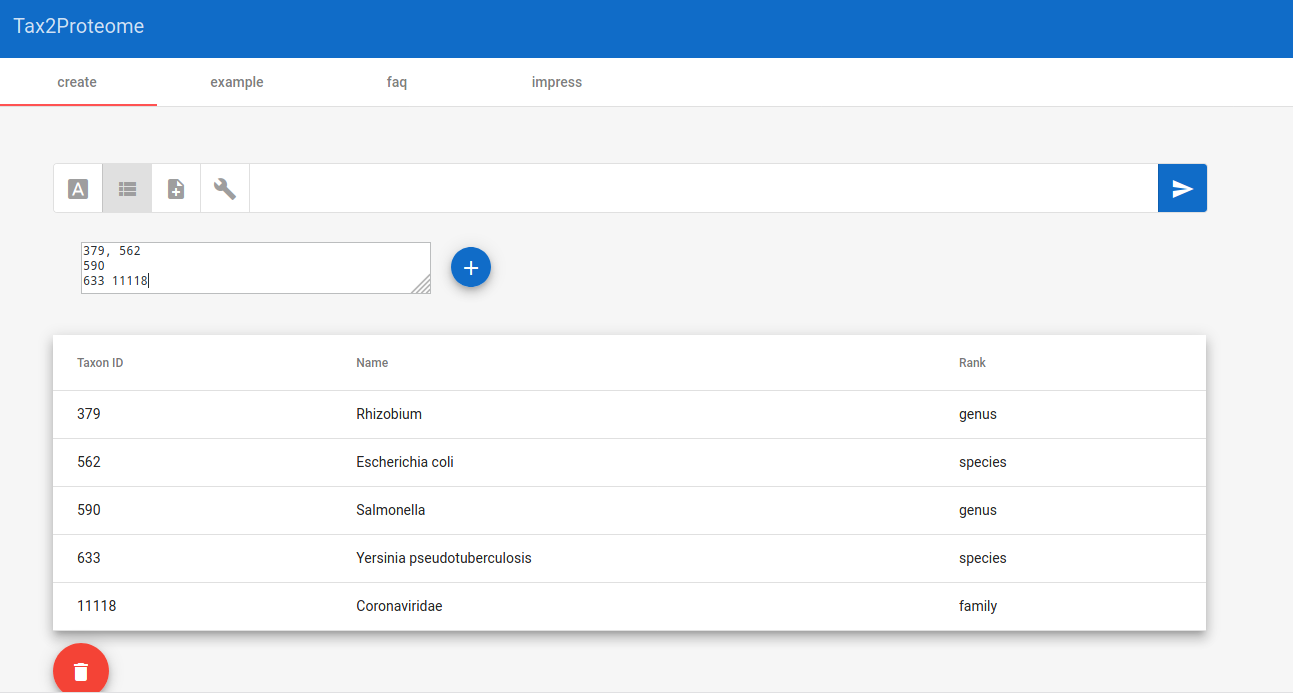 Tax2Proteome
create example faq impress
A
379, 562
590
633 11118
Taxon ID Name Rank
379 Rhizobium genus
562 Escherichia coli species
590 Salmonella genus
633 Yersinia pseudotuberculosis species
11118 Coronaviridae family